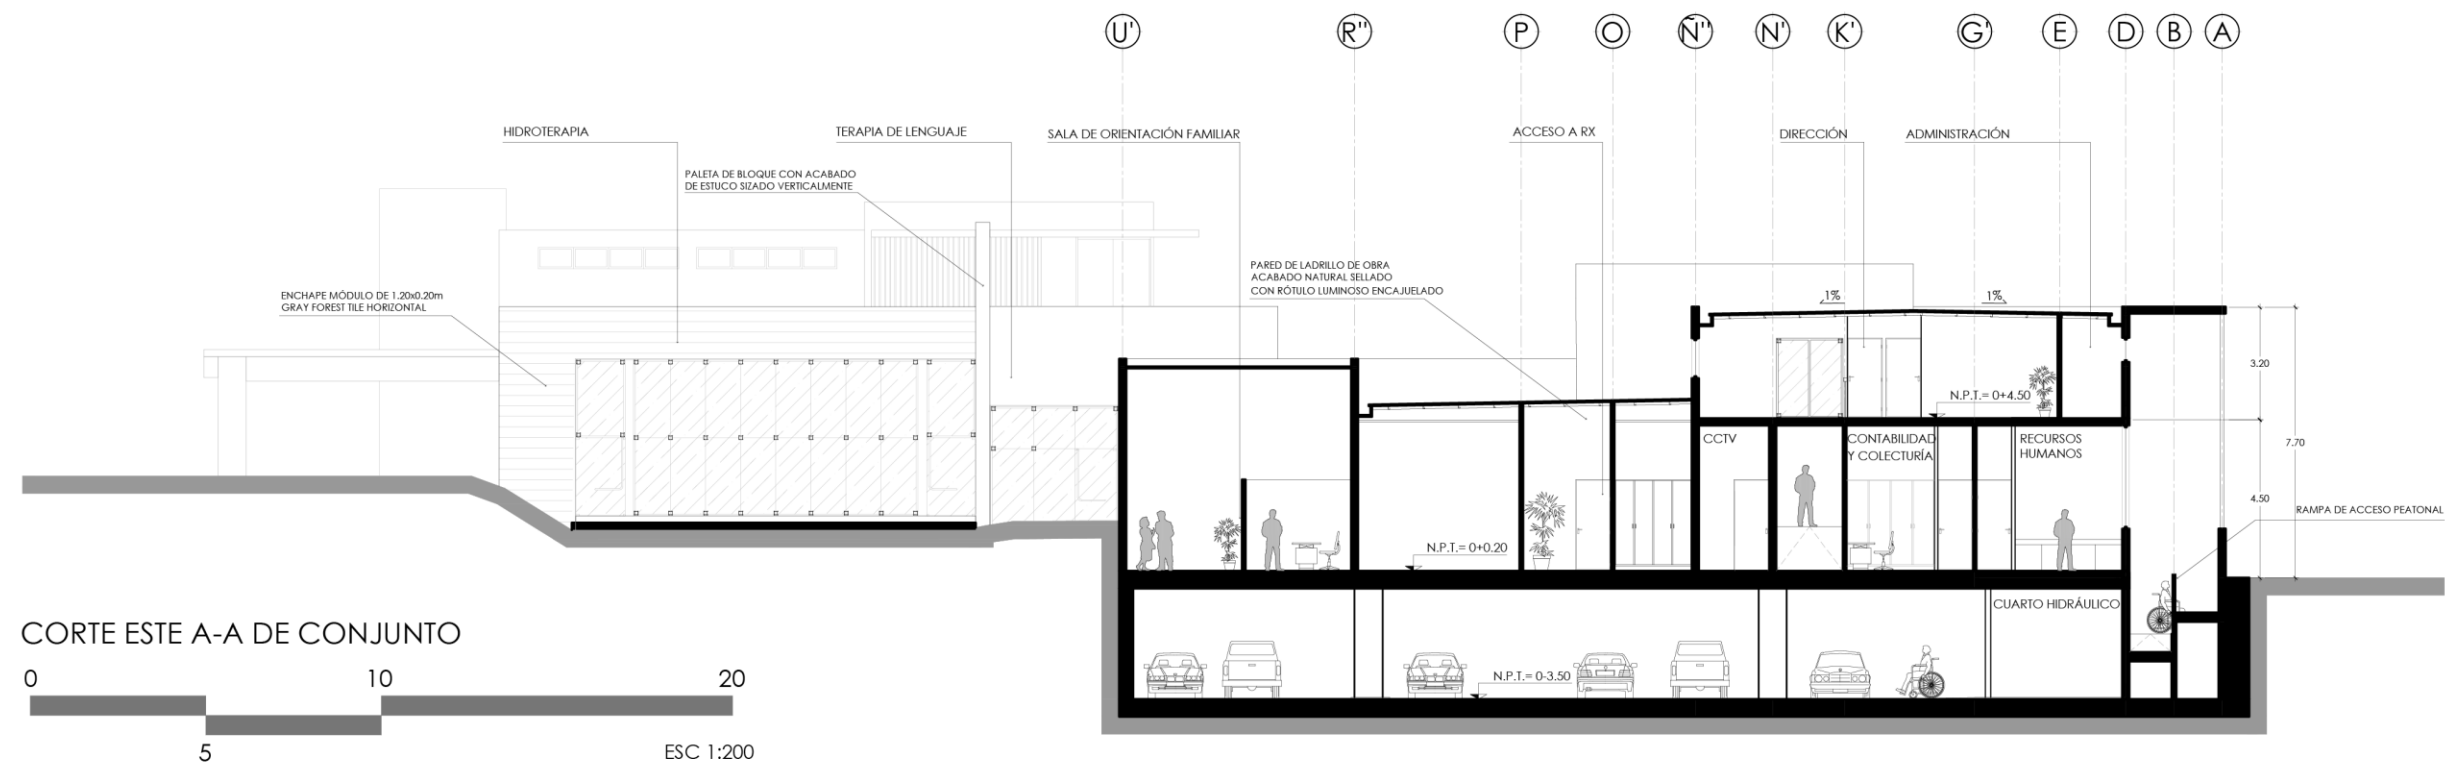 U' R" P O Ñ" N' K' G' E D B A
HIDROTERAPIA
TERAPIA DE LENGUAJE
SALA DE ORIENTACIÓN FAMILIAR
ACCESO A RX
DIRECCIÓN
ADMINISTRACIÓN
PALETA DE BLOQUE CON ACABADO
DE ESTUCO SIZADO VERTICALMENTE
PARED DE LADRILLO DE OBRA
ACABADO NATURAL SELLADO
CON RÓTULO LUMINOSO ENCAJUELADO
ENCHAPE MÓDULO DE 1.20x0.20m
GRAY FOREST TILE HORIZONTAL
1%
1%
3.20
N.P.T.= 0+4.50
7.70
CCTV
CONTABILIDAD
Y COLECTURÍA
RECURSOS
HUMANOS
4.50
RAMPA DE ACCESO PEATONAL
N.P.T.= 0+0.20
CUARTO HIDRÁULICO
N.P.T.= 0-3.50
CORTE ESTE A-A DE CONJUNTO
0 10 20
5
ESC 1:200